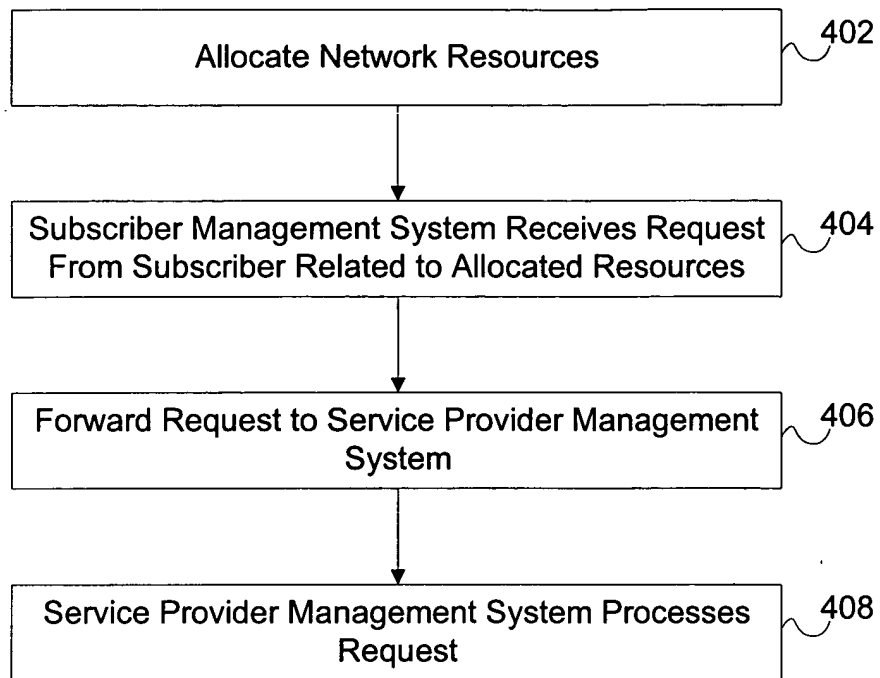 Allocate Network Resources
402
Subscriber Management System Receives Request
From Subscriber Related to Allocated Resources
404
Forward Request to Service Provider Management
System
406
Service Provider Management System Processes
Request
408